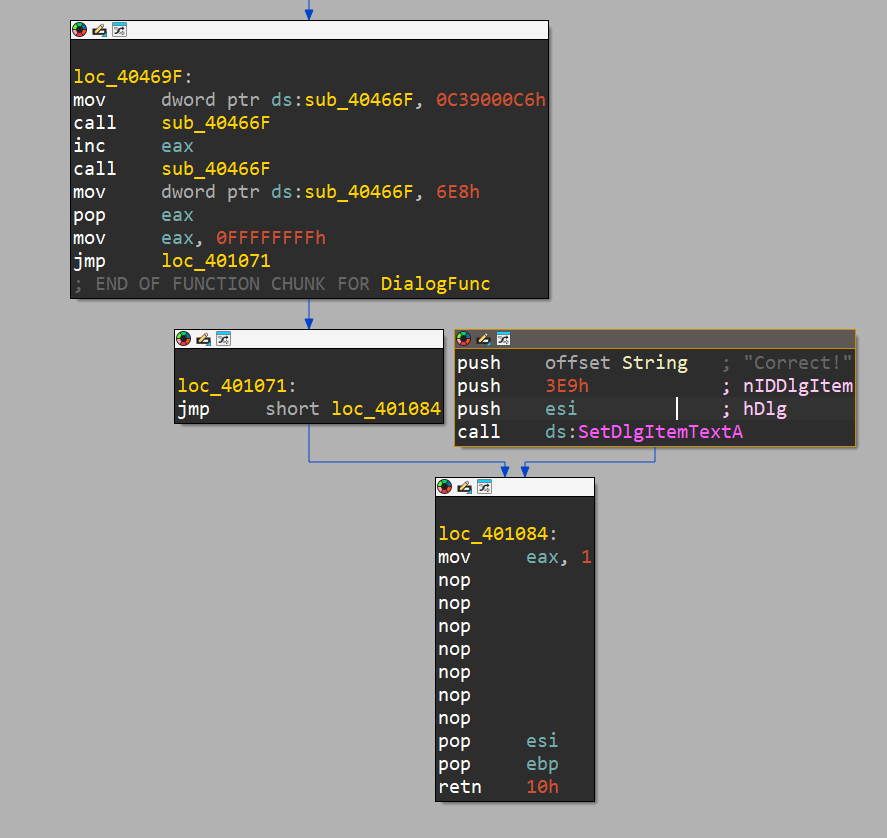 loc_40469F:
mov dword ptr ds:sub_40466F, 0C39000C6h
call sub_40466F
inc eax
call sub_40466F
mov dword ptr ds:sub_40466F, 6E8h
pop eax
mov eax, 0FFFFFFFFh
jmp loc_401071
; END OF FUNCTION CHUNK FOR DialogFunc
loc_401071:
jmp short loc_401084
push offset String ; "Correct!"
push 3E9h ; nIDDlgItem
push esi ; hDlg
call ds:SetDlgItemTextA
loc_401084:
mov eax, 1
nop
nop
nop
nop
nop
nop
nop
pop esi
pop ebp
retn 10h